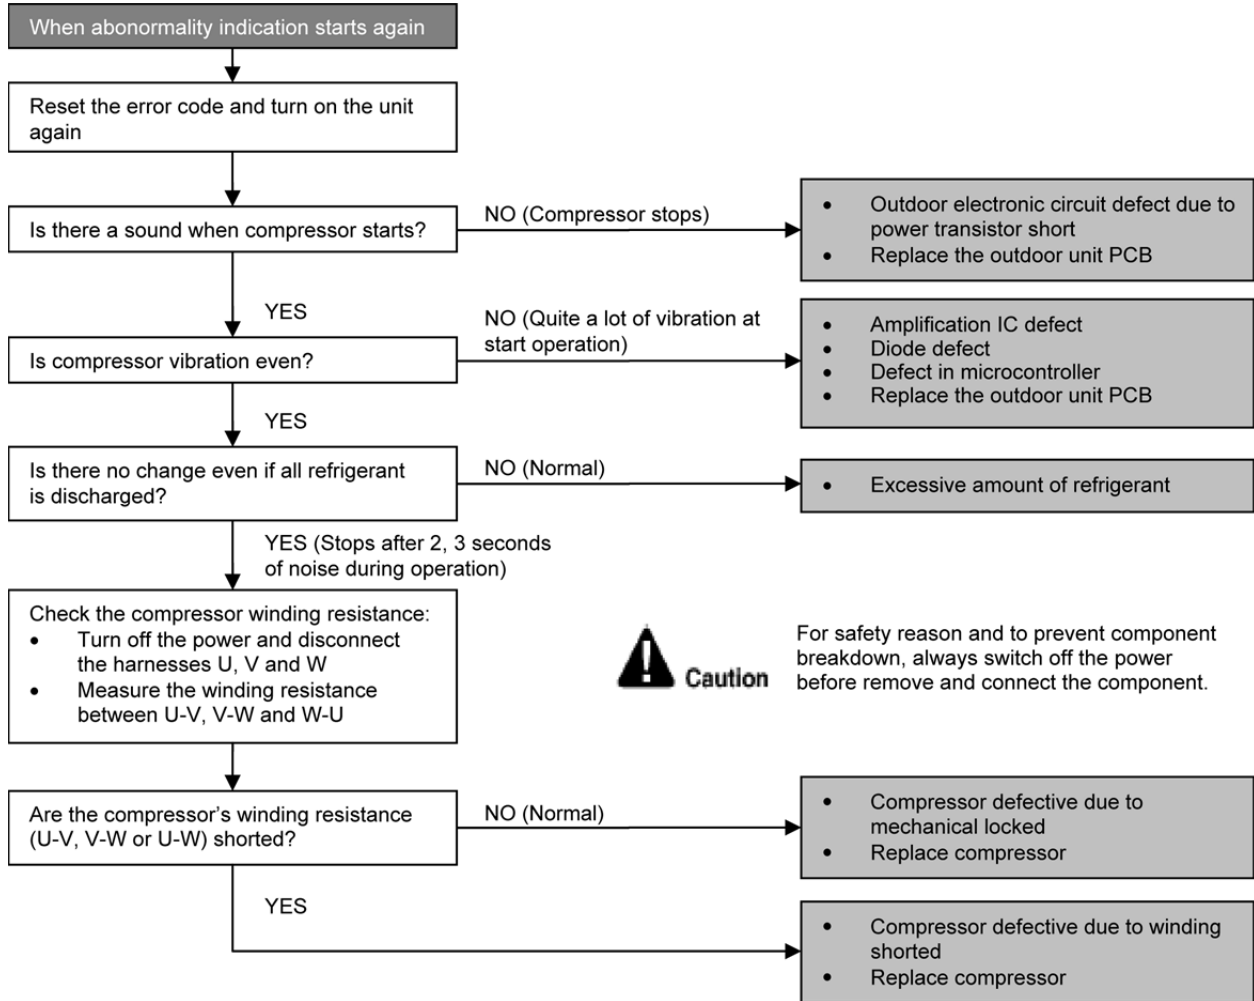 When abonormality indication starts again
Reset the error code and turn on the unit
again
Is there a sound when compressor starts?
NO (Compressor stops)
• Outdoor electronic circuit defect due to
power transistor short
• Replace the outdoor unit PCB
YES
Is compressor vibration even?
NO (Quite a lot of vibration at
start operation)
• Amplification IC defect
• Diode defect
• Defect in microcontroller
• Replace the outdoor unit PCB
YES
Is there no change even if all refrigerant
is discharged?
NO (Normal)
• Excessive amount of refrigerant
YES (Stops after 2, 3 seconds
of noise during operation)
Check the compressor winding resistance:
• Turn off the power and disconnect
the harnesses U, V and W
• Measure the winding resistance
between U-V, V-W and W-U
Caution
For safety reason and to prevent component
breakdown, always switch off the power
before remove and connect the component.
Are the compressor’s winding resistance
(U-V, V-W or U-W) shorted?
NO (Normal)
• Compressor defective due to
mechanical locked
• Replace compressor
YES
• Compressor defective due to winding
shorted
• Replace compressor